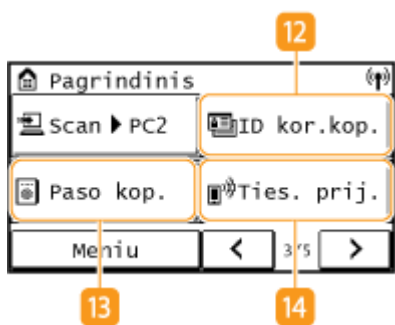 12
Pagrindinis
Scan ▶ PC2
ID kor.kop.
Paso kop.
Ties. prij.
Meniu
< 3/5 >
13
14